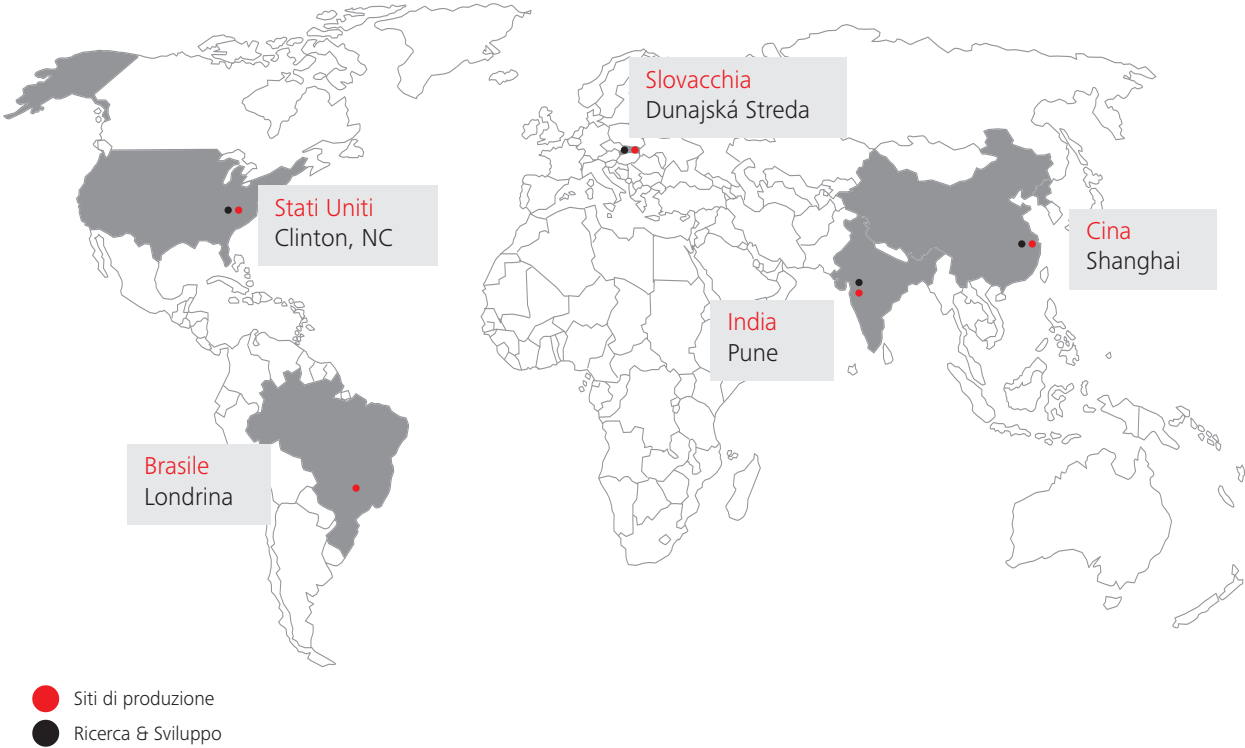 Slovacchia
Dunajská Streda
Stati Uniti
Clinton, NC
Cina
Shanghai
India
Pune
Brasile
Londrina
Siti di produzione
Ricerca & Sviluppo